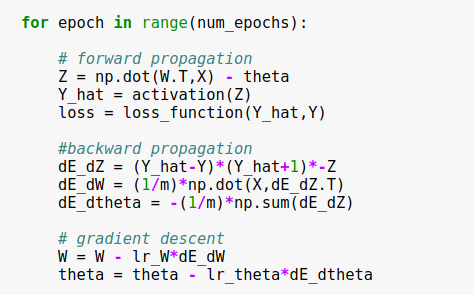 for epoch in range(num_epochs):
# forward propagation
Z = np.dot(W.T,X) - theta
Y_hat = activation(Z)
loss = loss_function(Y_hat,Y)
#backward propagation
dE_dZ = (Y_hat-Y)*(Y_hat+1)*-Z
dE_dW = (1/m)*np.dot(X,dE_dZ.T)
dE_dtheta = -(1/m)*np.sum(dE_dZ)
# gradient descent
W = W - lr_W*dE_dW
theta = theta - lr_theta*dE_dtheta